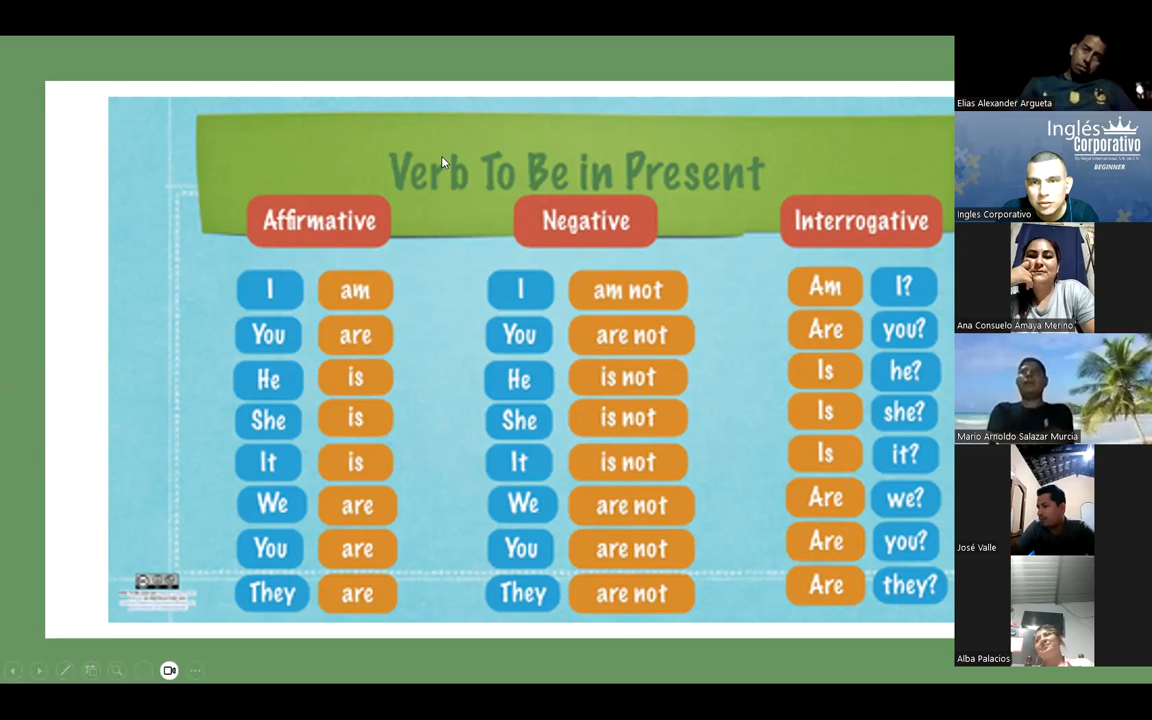 Verb To Be in Present
Affirmative Negative Interrogative
I am I am not Am I?
You are You are not Are you?
He is He is not Is he?
She is She is not Is she?
It is It is not Is it?
We are We are not Are we?
You are You are not Are you?
They are They are not Are they?
Elias Alexander Argueta
Inglés
Corporativo
BEGINNER
Ingles Corporativo
Ana Consuelo Amaya Merino
Mario Arnoldo Salazar Murcia
José Valle
Alba Palacios